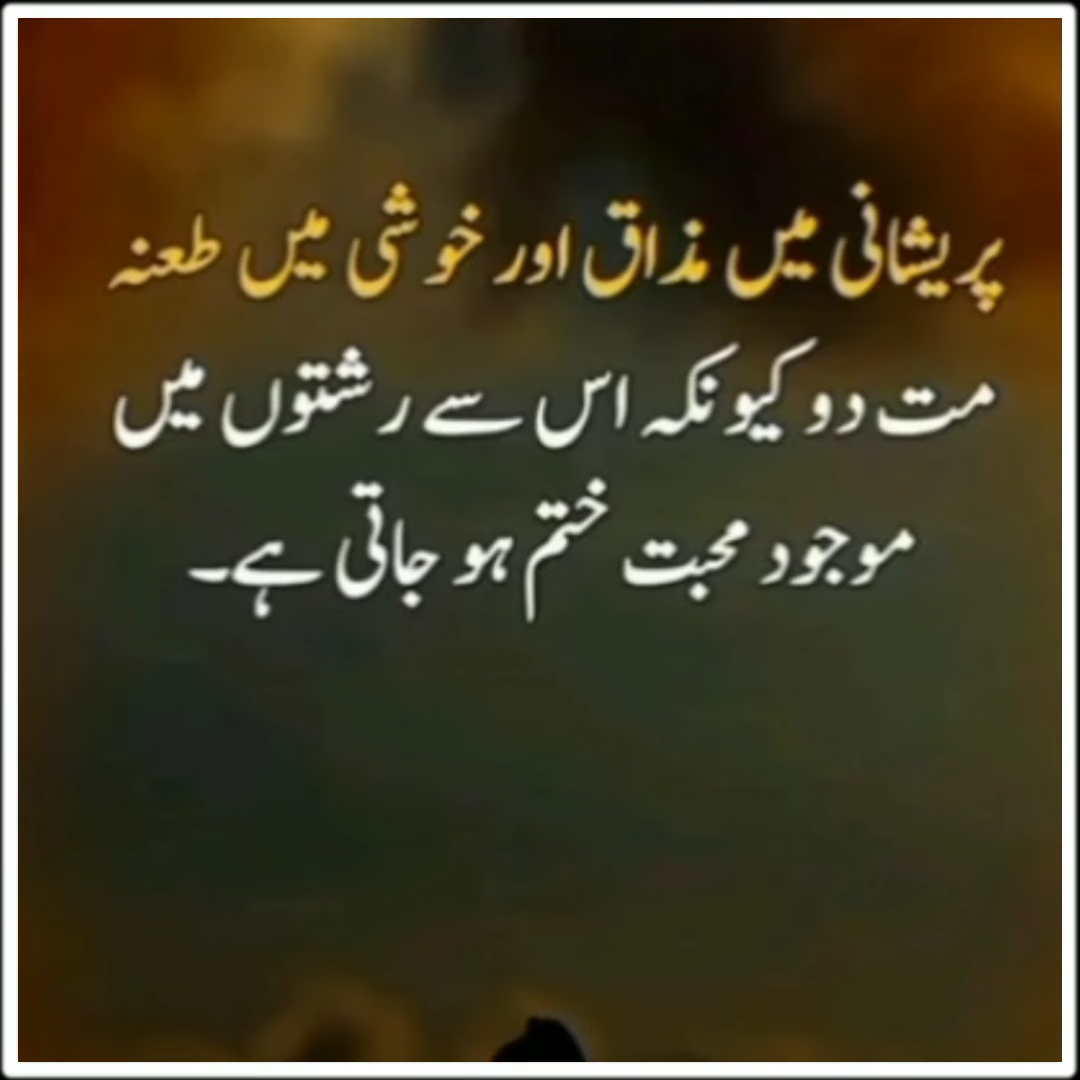 پریشانی میں مذاق اور خوشی میں طعنہ
مت دو کیونکہ اس سے رشتوں میں
موجود محبت ختم ہو جاتی ہے۔